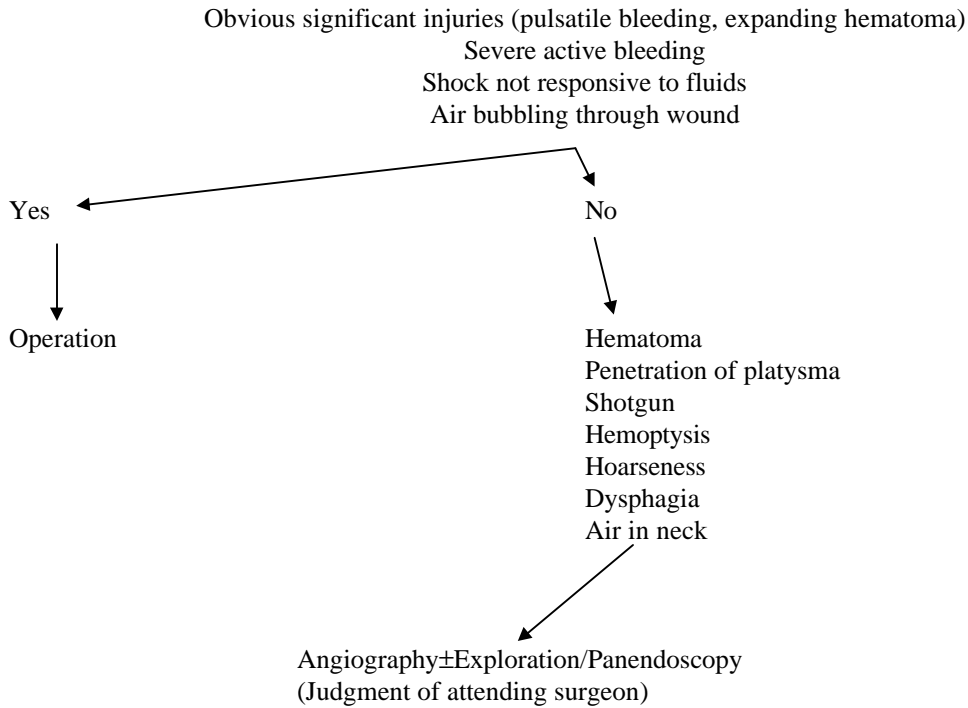 Obvious significant injuries (pulsatile bleeding, expanding hematoma)
Severe active bleeding
Shock not responsive to fluids
Air bubbling through wound
Yes
No
Operation
Hematoma
Penetration of platysma
Shotgun
Hemoptysis
Hoarseness
Dysphagia
Air in neck
Angiography±Exploration/Panendoscopy
(Judgment of attending surgeon)